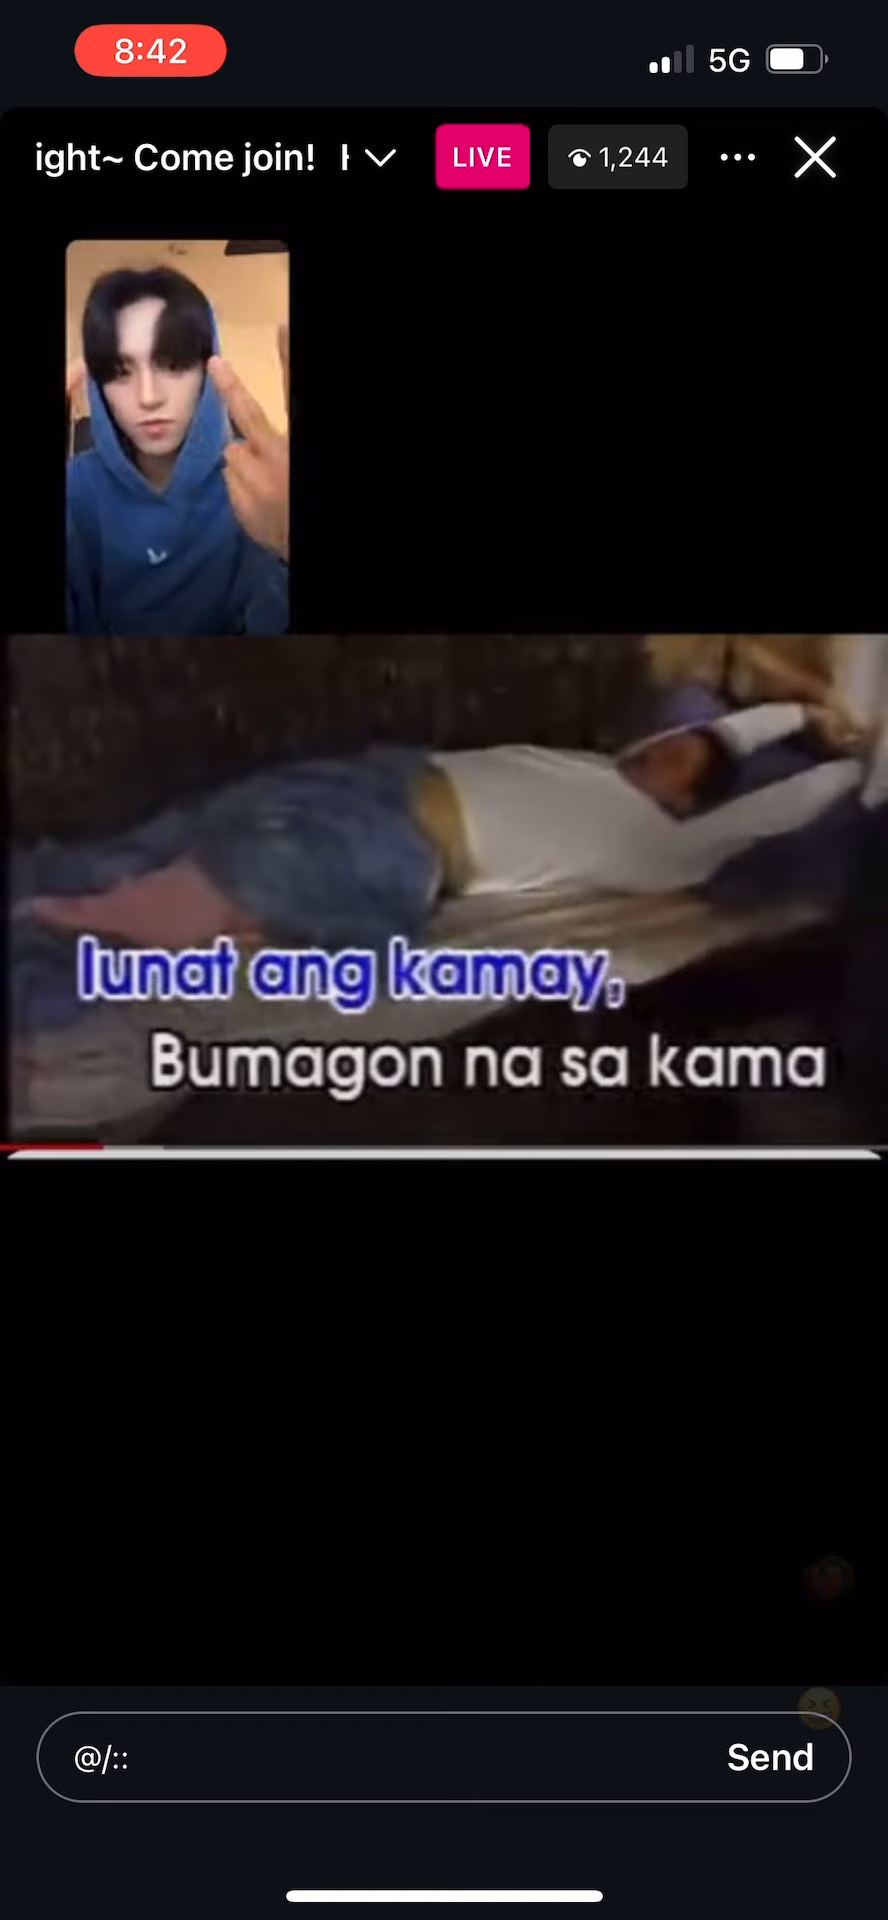 8:42
5G
ight~ Come join!
LIVE
1,244
lunat ang kamay,
Bumagon na sa kama
@/::
Send